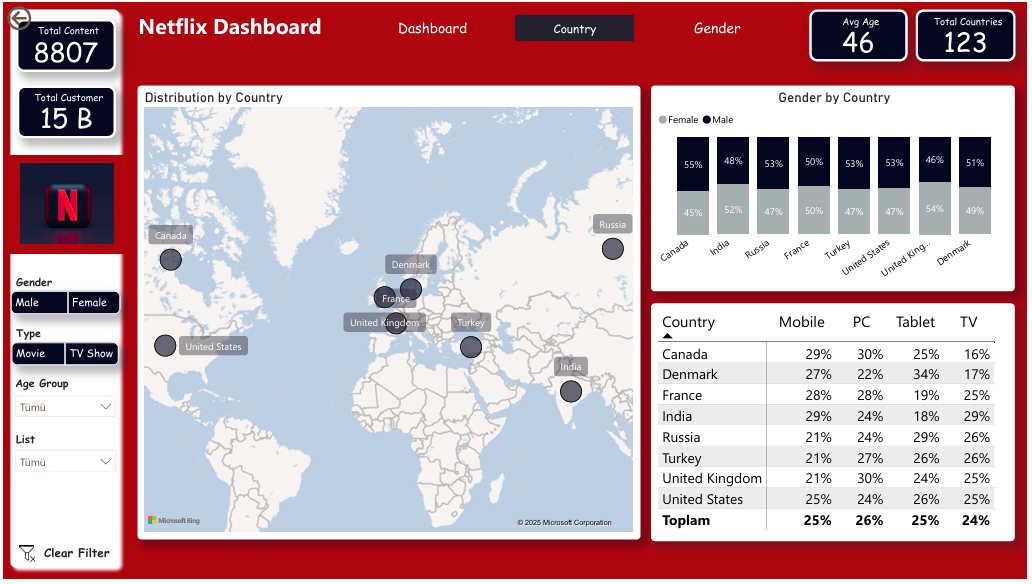 Total Content
8807
Total Customer
15 B
N
Gender
Male Female
Type
Movie TV Show
Age Group
Tümü
List
Tümü
Clear Filter
Netflix Dashboard
Dashboard
Country
Gender
Avg Age
46
Total Countries
123
Distribution by Country
Canada
Russia
Denmark
France
United Kingdom
Turkey
United States
India
Microsoft Bing
© 2025 Microsoft Corporation
Gender by Country
Female Male
55% 48% 53% 50% 53% 53% 46% 51%
45% 52% 47% 50% 47% 47% 54% 49%
Canada India Russia France Turkey United States United King... Denmark
Country Mobile PC Tablet TV
Canada 29% 30% 25% 16%
Denmark 27% 22% 34% 17%
France 28% 28% 19% 25%
India 29% 24% 18% 29%
Russia 21% 24% 29% 26%
Turkey 21% 27% 26% 26%
United Kingdom 21% 30% 24% 25%
United States 25% 24% 26% 25%
Toplam 25% 26% 25% 24%